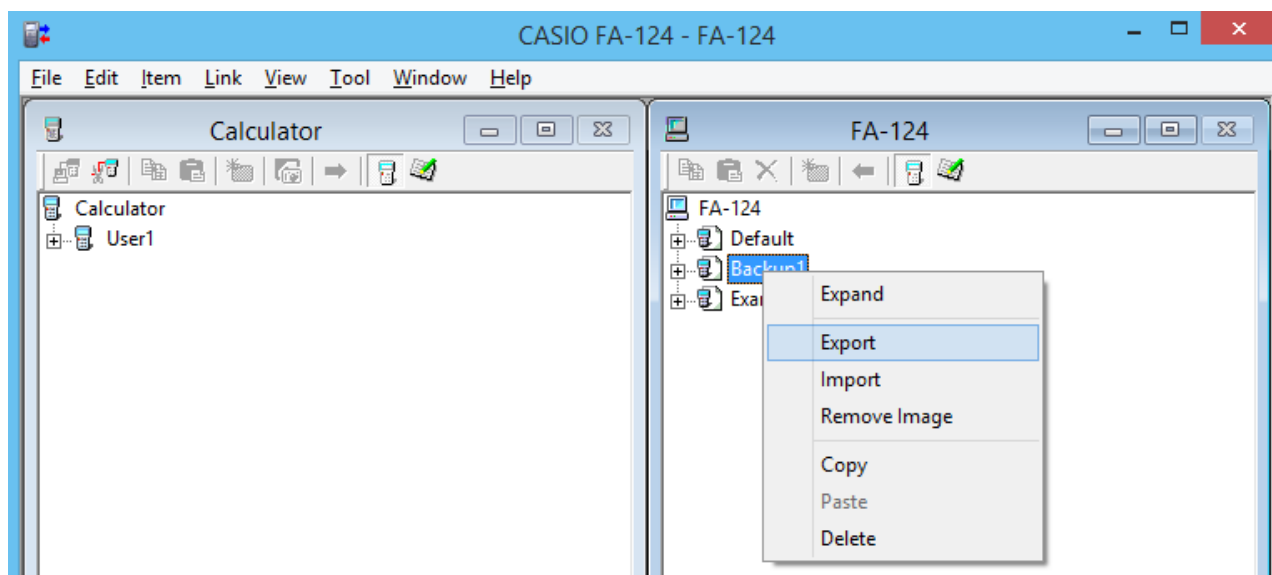 CASIO FA-124 - FA-124
File Edit Item Link View Tool Window Help
Calculator
Calculator
User1
FA-124
FA-124
Default
Backup1
Exa
Expand
Export
Import
Remove Image
Copy
Paste
Delete